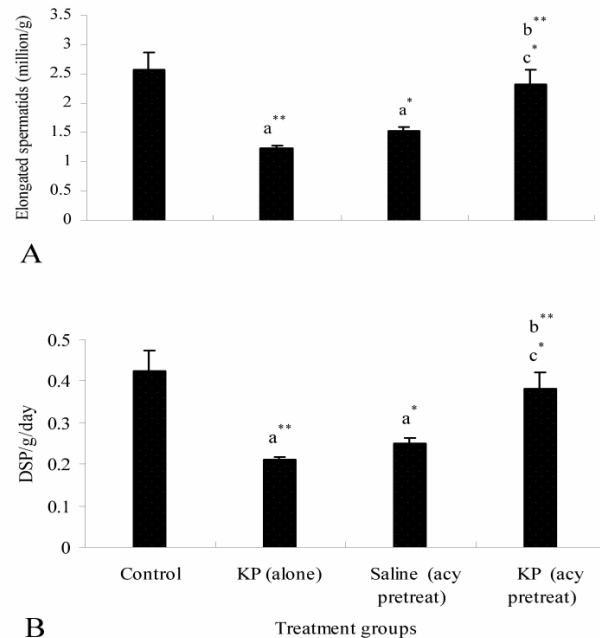 Elongated spermatids (million/g)
3.5
3
2.5
2
1.5
1
0.5
0
a**
a*
b**
c*
A
DSP/g/day
0.5
0.4
0.3
0.2
0.1
0
a**
a*
b**
c*
Control
KP (alone)
Saline (acy
pretreat)
KP (acy
pretreat)
B
Treatment groups